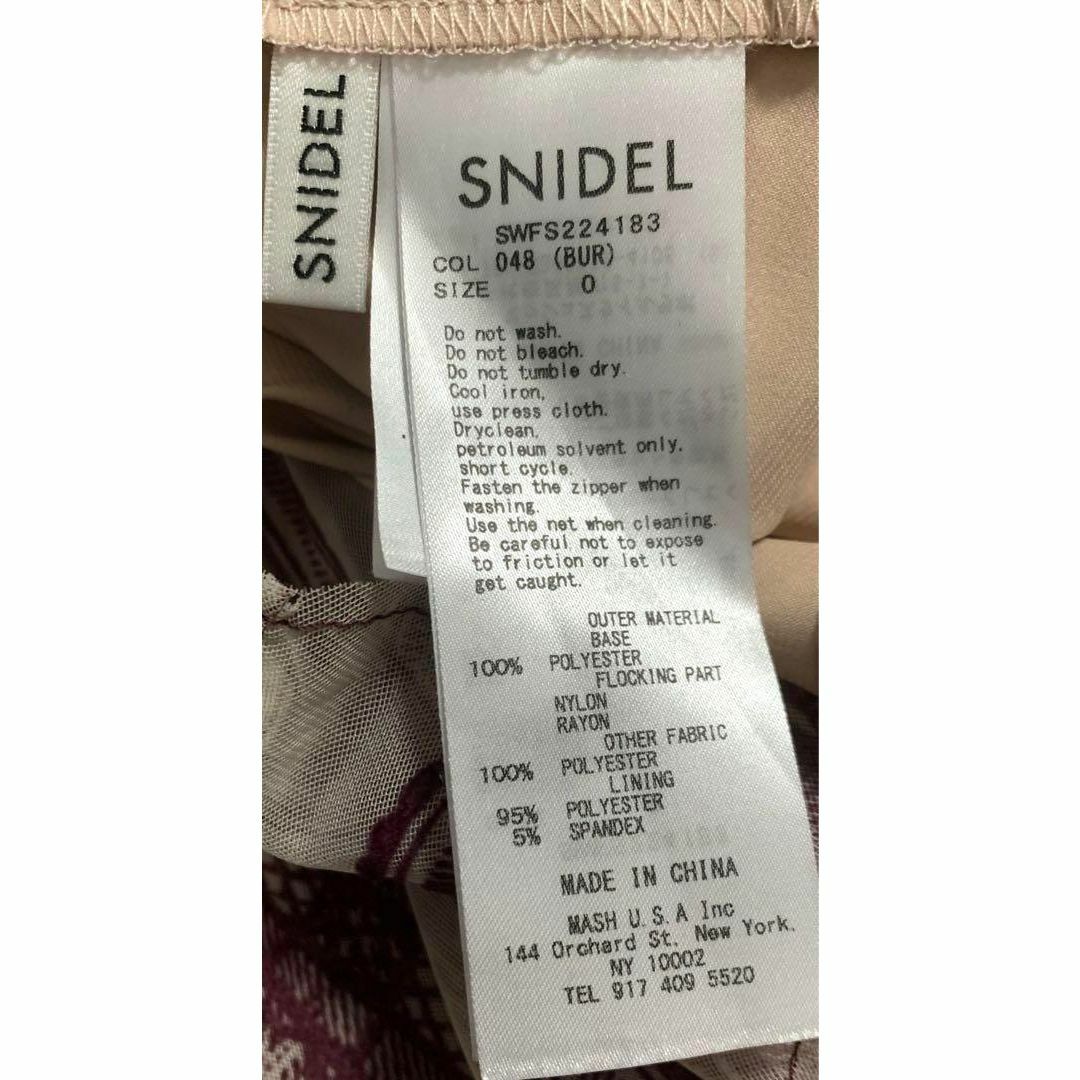 SNIDEL
SNIDEL
SWFS224183
COL 048 (BUR)
SIZE 0
Do not wash.
Do not bleach.
Do not tumble dry.
Cool iron,
use press cloth.
Dryclean,
petroleum solvent only.
short cycle.
Fasten the zipper when
washing.
Use the net when cleaning.
Be careful not to expose
to friction or let it
get caught.
OUTER MATERIAL
BASE
100% POLYESTER
FLOCKING PART
NYLON
RAYON
OTHER FABRIC
100% POLYESTER
LINING
95% POLYESTER
5% SPANDEX
MADE IN CHINA
MASH U.S.A Inc
144 Orchard St. New York.
NY 10002
TEL 917 409 5520